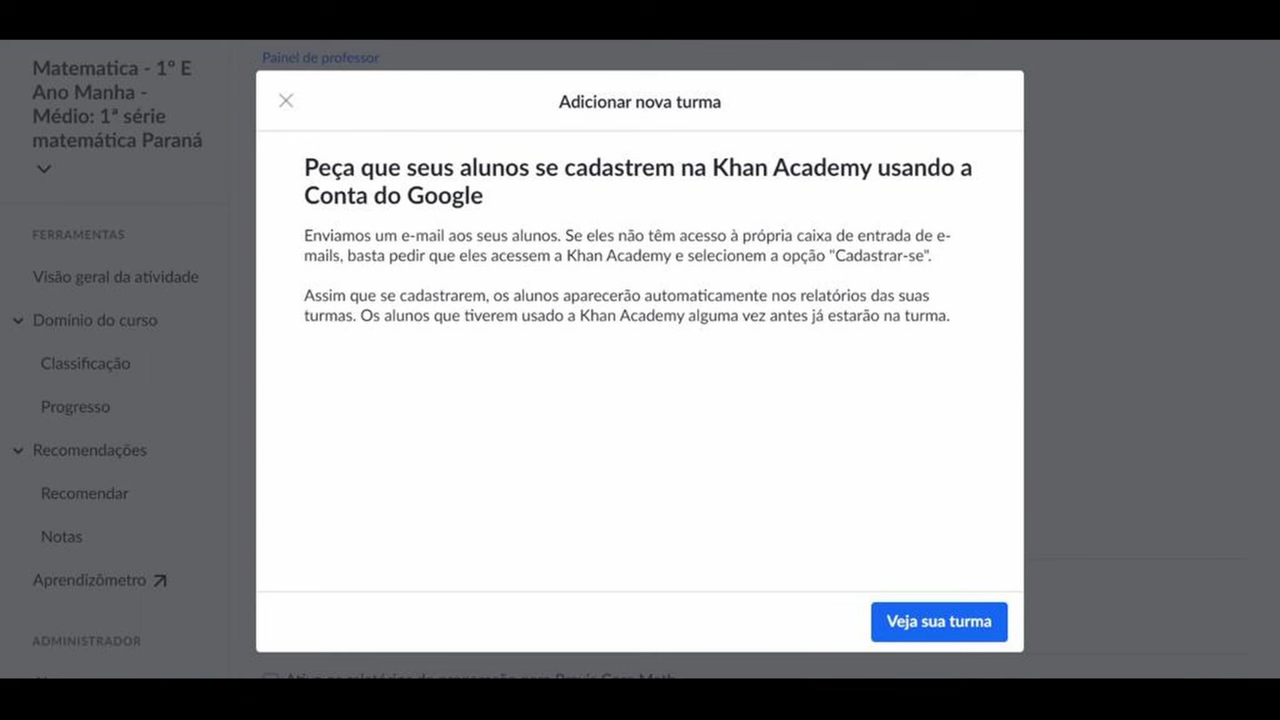 Painel de professor
Matematica - 1º E
Ano Manha -
Médio: 1ª série
matemática Paraná
FERRAMENTAS
Visão geral da atividade
Domínio do curso
Classificação
Progresso
Recomendações
Recomendar
Notas
Aprendizômetro
ADMINISTRADOR
Adicionar nova turma
Peça que seus alunos se cadastrem na Khan Academy usando a
Conta do Google
Enviamos um e-mail aos seus alunos. Se eles não têm acesso à própria caixa de entrada de e-
mails, basta pedir que eles acessem a Khan Academy e selecionem a opção "Cadastrar-se".
Assim que se cadastrarem, os alunos aparecerão automaticamente nos relatórios das suas
turmas. Os alunos que tiverem usado a Khan Academy alguma vez antes já estarão na turma.
Veja sua turma